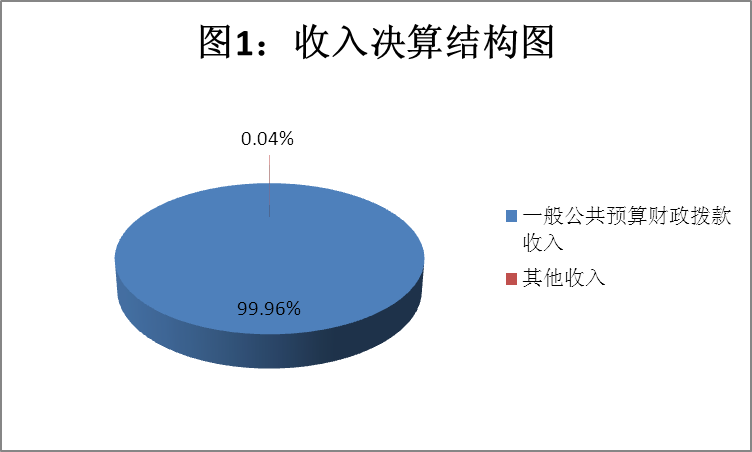 图1：收入决算结构图
0.04%
99.96%
一般公共预算财政拨款
收入
其他收入